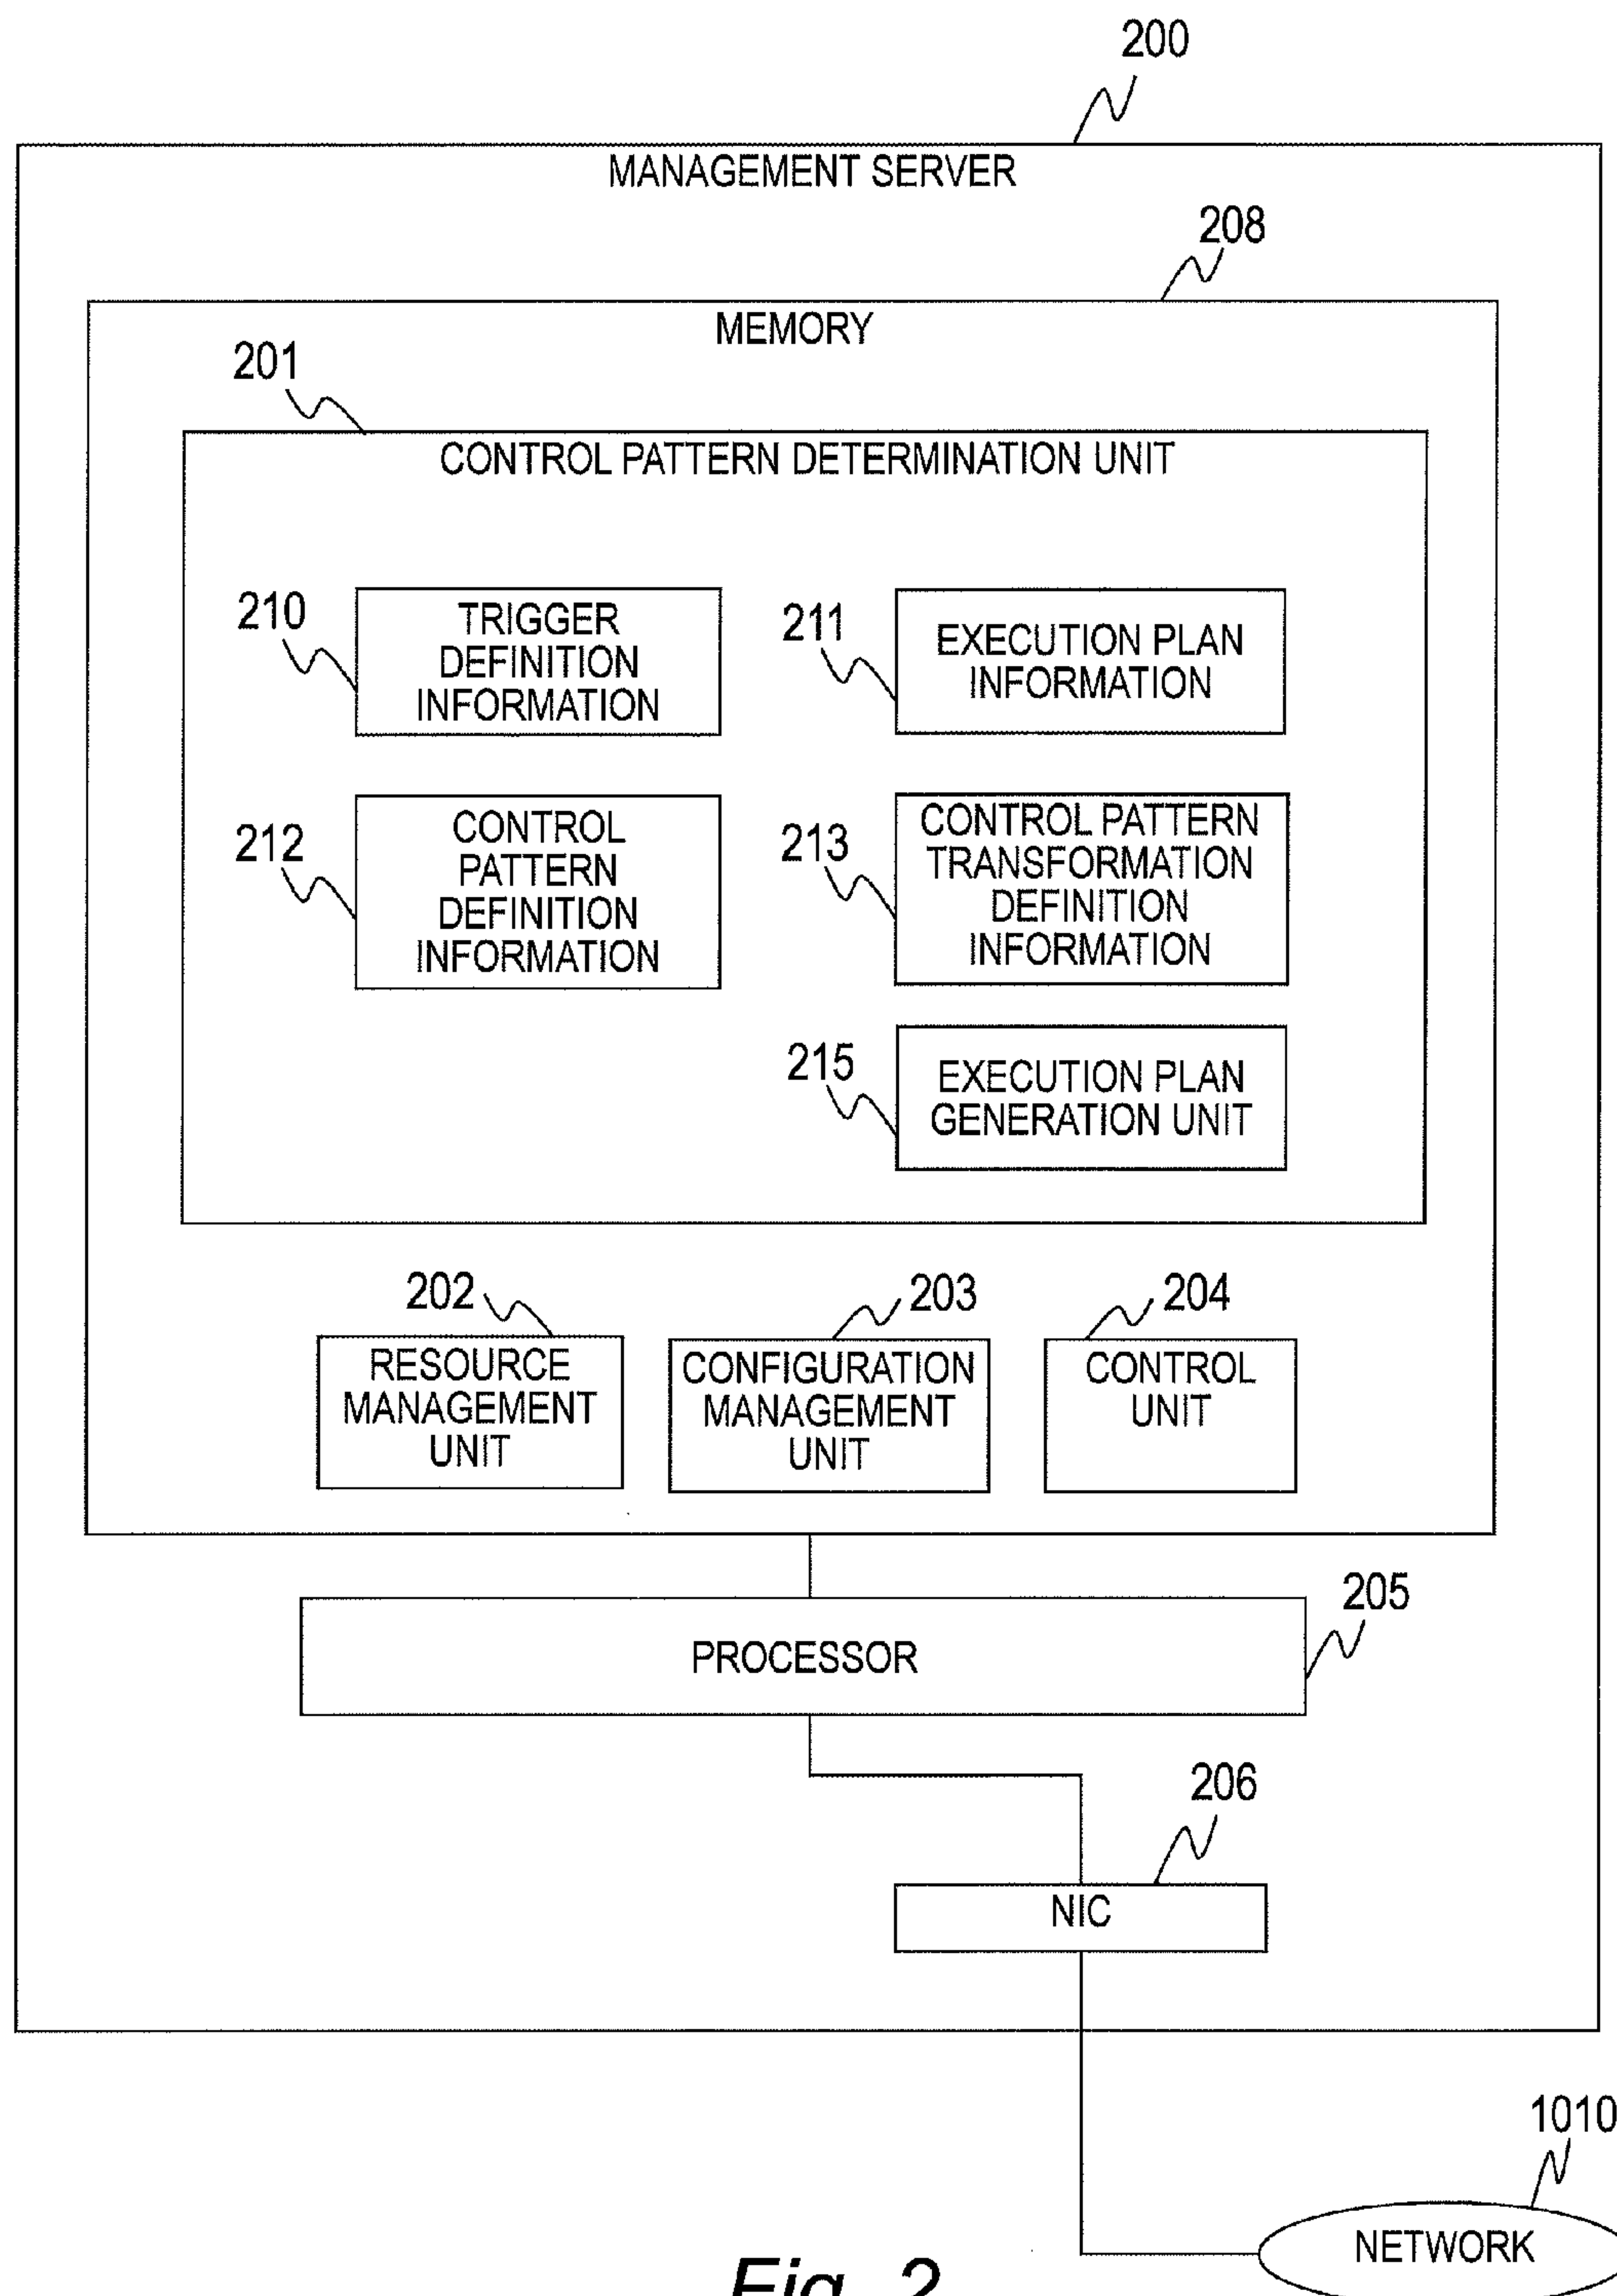 200
MANAGEMENT SERVER
208
MEMORY
201
CONTROL PATTERN DETERMINATION UNIT
210
TRIGGER
DEFINITION
INFORMATION
211
EXECUTION PLAN
INFORMATION
212
CONTROL
PATTERN
DEFINITION
INFORMATION
213
CONTROL PATTERN
TRANSFORMATION
DEFINITION
INFORMATION
215
EXECUTION PLAN
GENERATION UNIT
202
RESOURCE
MANAGEMENT
UNIT
203
CONFIGURATION
MANAGEMENT
UNIT
204
CONTROL
UNIT
205
PROCESSOR
206
NIC
1010
NETWORK
Fig. 2